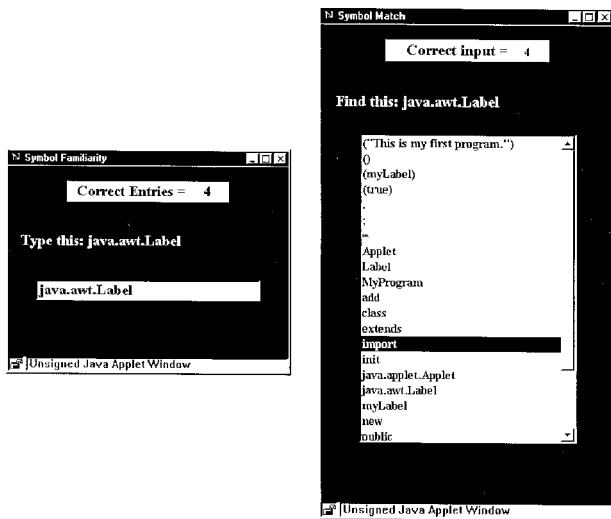 Symbol Familiarity
Correct Entries = 4
Type this: java.awt.Label
java.awt.Label
Unsigned Java Applet Window
Symbol Match
Correct input = 4
Find this: java.awt.Label
("This is my first program.")
()
(myLabel)
(true)
.
;
=
Applet
Label
MyProgram
add
class
extends
import
init
java.applet.Applet
java.awt.Label
myLabel
new
public
Unsigned Java Applet Window